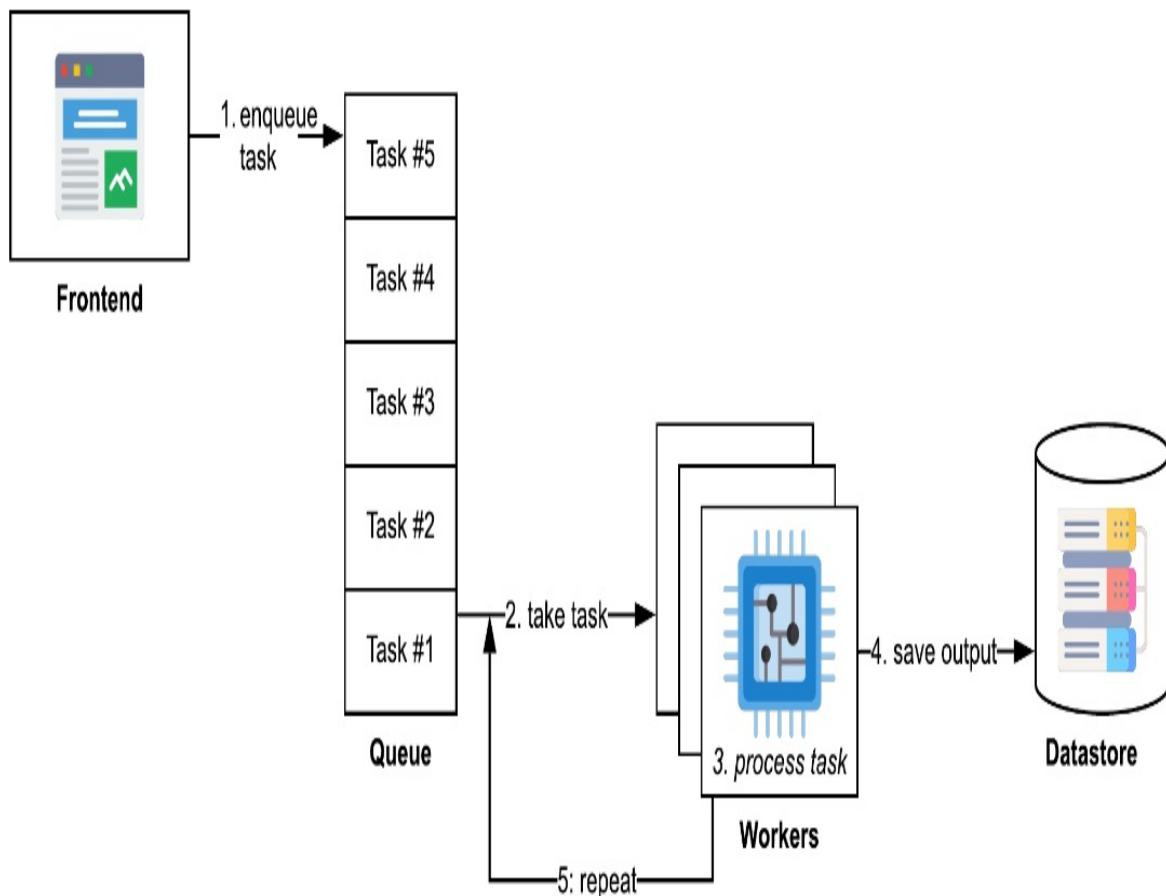 1. enqueue
task
Task #5
Frontend
Task #4
Task #3
Task #2
Task #1
2. take task
4. save output
3. process task
Queue
Workers
Datastore
5: repeat